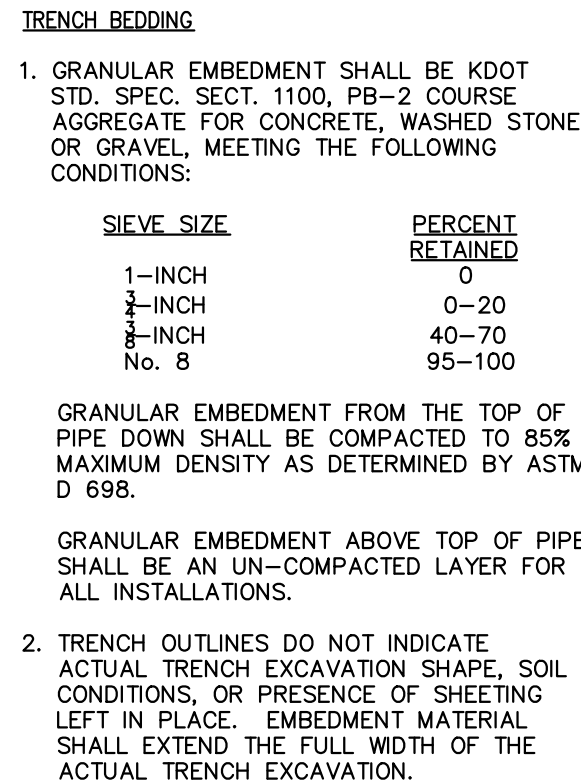 TRENCH BEDDING
1. GRANULAR EMBEDMENT SHALL BE KDOT
STD. SPEC. SECT. 1100, PB-2 COURSE
AGGREGATE FOR CONCRETE, WASHED STONE
OR GRAVEL, MEETING THE FOLLOWING
CONDITIONS:
SIEVE SIZE PERCENT
RETAINED
1-INCH 0
3/4-INCH 0-20
3/8-INCH 40-70
No. 8 95-100
GRANULAR EMBEDMENT FROM THE TOP OF
PIPE DOWN SHALL BE COMPACTED TO 85%
MAXIMUM DENSITY AS DETERMINED BY ASTM
D 698.
GRANULAR EMBEDMENT ABOVE TOP OF PIPE
SHALL BE AN UN-COMPACTED LAYER FOR
ALL INSTALLATIONS.
2. TRENCH OUTLINES DO NOT INDICATE
ACTUAL TRENCH EXCAVATION SHAPE, SOIL
CONDITIONS, OR PRESENCE OF SHEETING
LEFT IN PLACE. EMBEDMENT MATERIAL
SHALL EXTEND THE FULL WIDTH OF THE
ACTUAL TRENCH EXCAVATION.